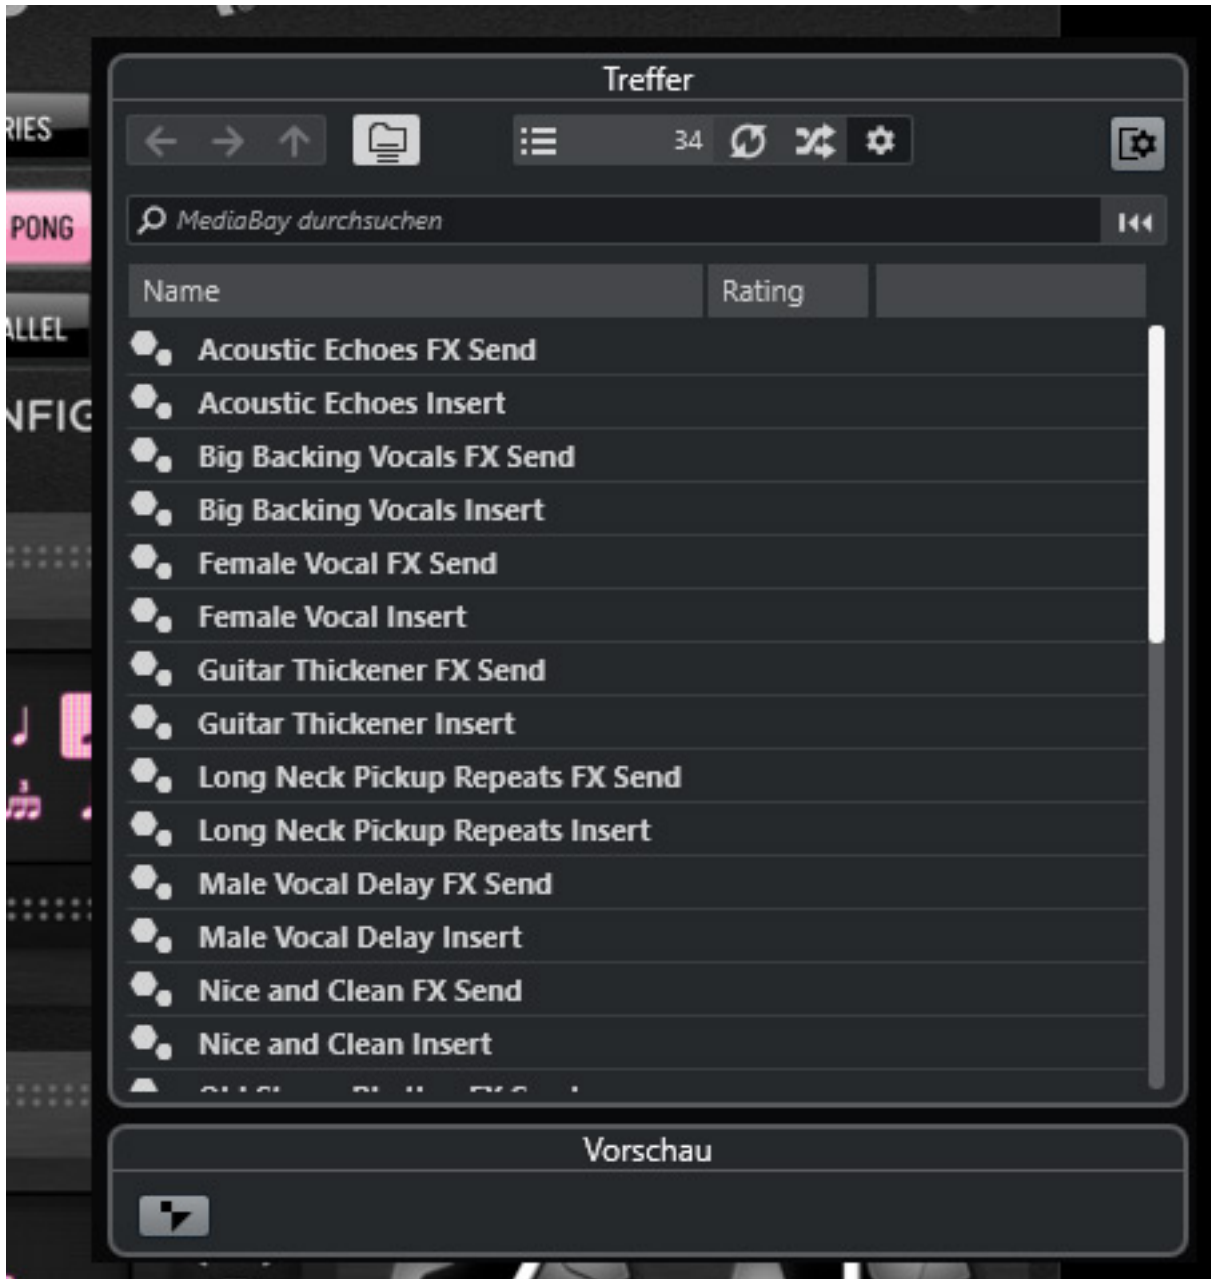 Treffer
RIES
34
PONG
MediaBay durchsuchen
Name Rating
ALLEL
Acoustic Echoes FX Send
Acoustic Echoes Insert
NFIG
Big Backing Vocals FX Send
Big Backing Vocals Insert
Female Vocal FX Send
Female Vocal Insert
Guitar Thickener FX Send
Guitar Thickener Insert
Long Neck Pickup Repeats FX Send
Long Neck Pickup Repeats Insert
Male Vocal Delay FX Send
Male Vocal Delay Insert
Nice and Clean FX Send
Nice and Clean Insert
Vorschau